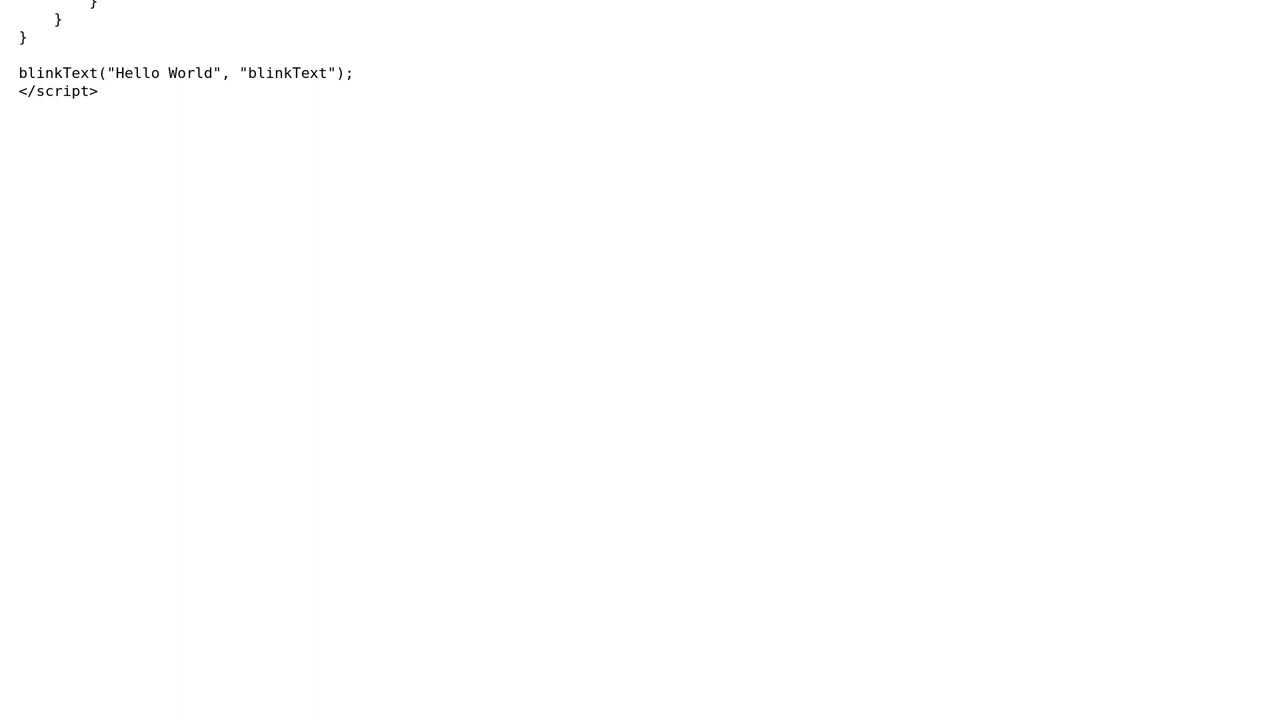 }
    }
}

blinkText("Hello World", "blinkText");
</script>